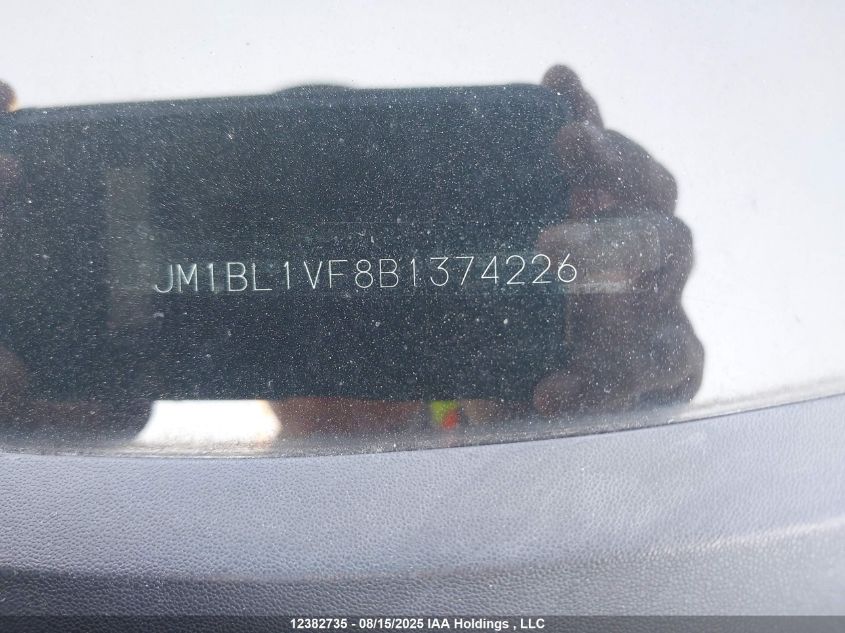 JM1BL1VF8B1374226
12382735 - 08/15/2025 IAA Holdings , LLC